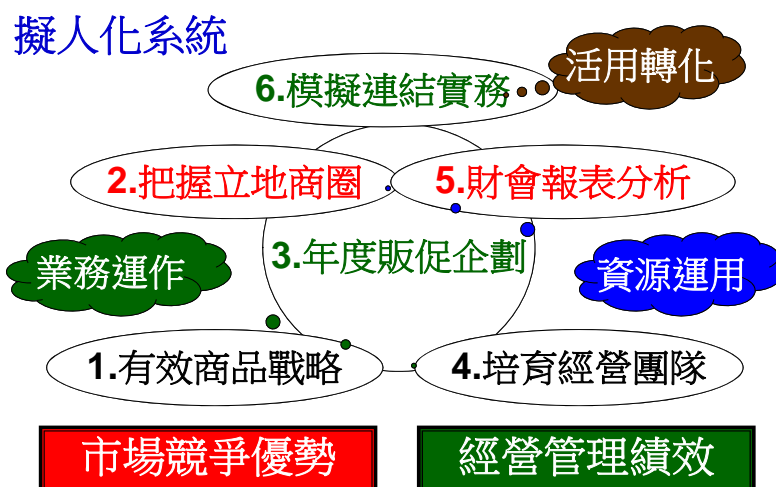 擬人化系統
活用轉化
6.模擬連結實務
2.把握立地商圈
5.財會報表分析
3.年度販促企劃
業務運作
資源運用
1.有效商品戰略
4.培育經營團隊
市場競爭優勢
經營管理績效